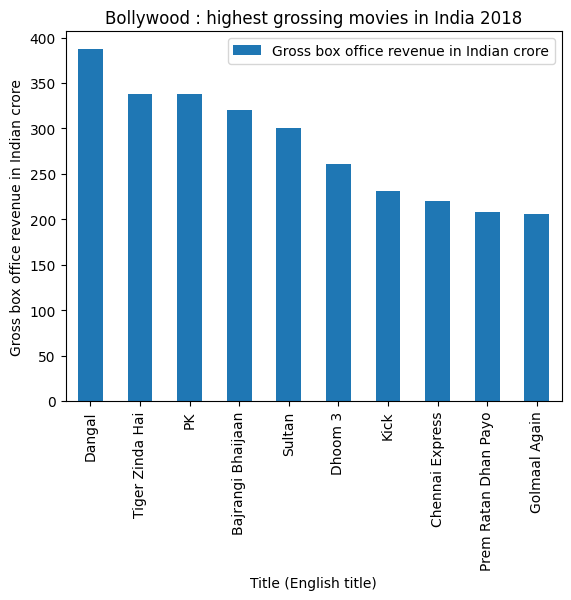 Bollywood : highest grossing movies in India 2018
Gross box office revenue in Indian crore
Gross box office revenue in Indian crore
400
350
300
250
200
150
100
50
0
Dangal
Tiger Zinda Hai
PK
Bajrangi Bhaijaan
Sultan
Dhoom 3
Kick
Chennai Express
Prem Ratan Dhan Payo
Golmaal Again
Title (English title)